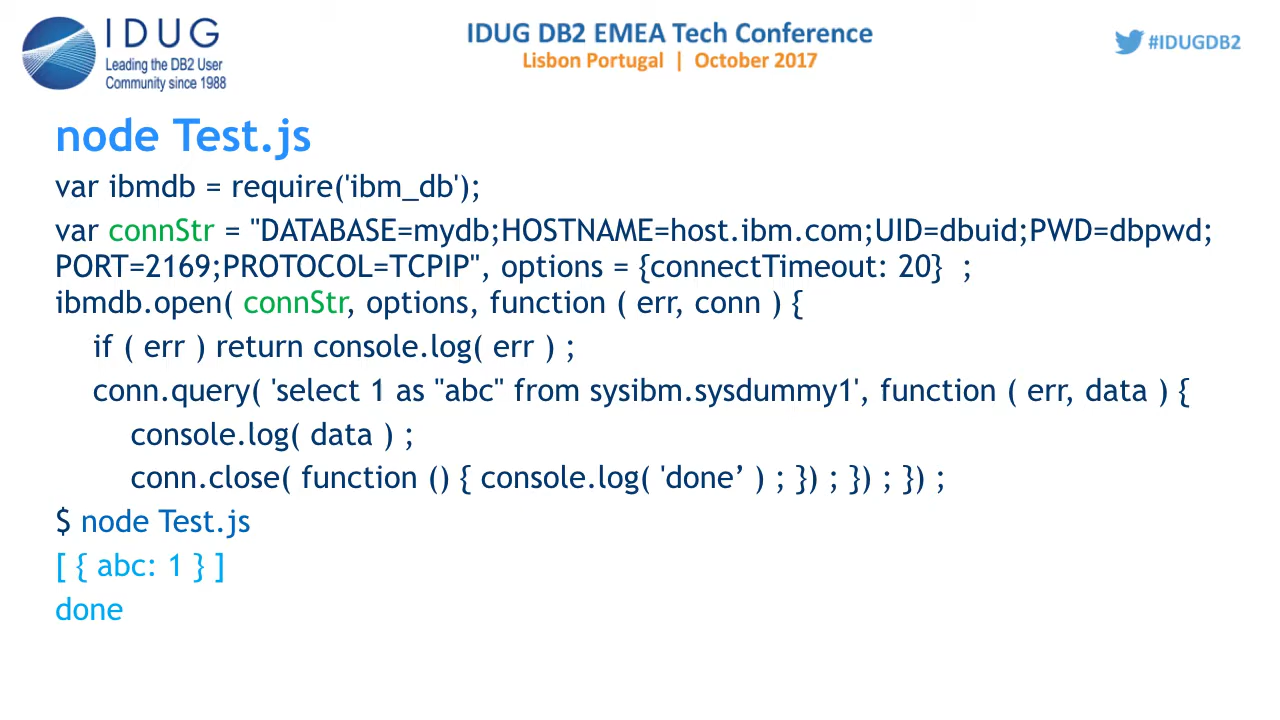 IDUG
Leading the DB2 User
Community since 1988
IDUG DB2 EMEA Tech Conference
Lisbon Portugal | October 2017
#IDUGDB2
node Test.js
var ibmdb = require('ibm_db');
var connStr = "DATABASE=mydb;HOSTNAME=host.ibm.com;UID=dbuid;PWD=dbpwd;
PORT=2169;PROTOCOL=TCPIP", options = {connectTimeout: 20}  ;
ibmdb.open( connStr, options, function ( err, conn ) {
if ( err ) return console.log( err ) ;
conn.query( 'select 1 as "abc" from sysibm.sysdummy1', function ( err, data ) {
console.log( data ) ;
conn.close( function () { console.log( 'done’ ) ; }) ; }) ; }) ;
$ node Test.js
[ { abc: 1 } ]
done